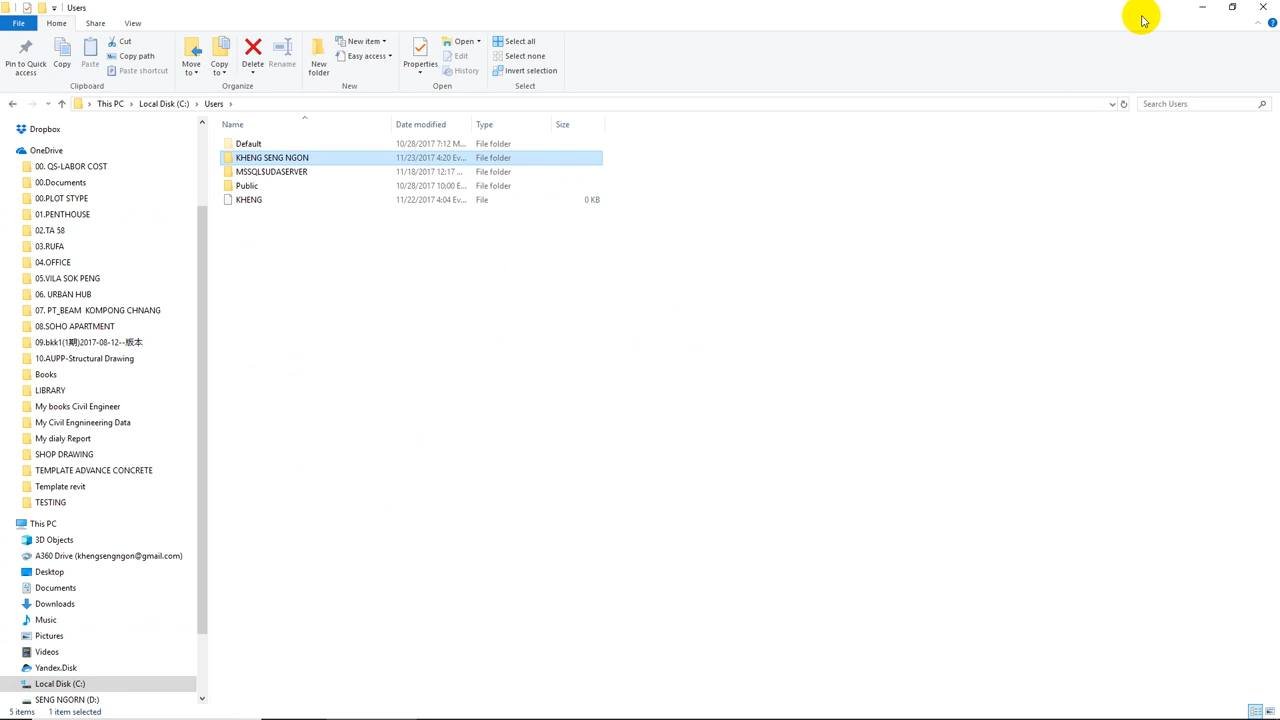 Users
File Home Share View
Pin to Quick access
Copy
Paste
Cut
Copy path
Paste shortcut
Clipboard
Move to
Copy to
Delete
Rename
Organize
New folder
New item
Easy access
New
Properties
Open
Edit
History
Open
Select all
Select none
Invert selection
Select
This PC > Local Disk (C:) > Users >
Search Users
Dropbox
OneDrive
00. QS-LABOR COST
00.Documents
00.PLOT STYPE
01.PENTHOUSE
02.TA 58
03.RUFA
04.OFFICE
05.VILA SOK PENG
06. URBAN HUB
07. PT_BEAM KOMPONG CHNANG
08.SOHO APARTMENT
09.bkk1(1期)2017-08-12--版本
10.AUPP-Structural Drawing
Books
LIBRARY
My books Civil Engineer
My Civil Engnineering Data
My dialy Report
SHOP DRAWING
TEMPLATE ADVANCE CONCRETE
Template revit
TESTING
This PC
3D Objects
A360 Drive (khengsengngon@gmail.com)
Desktop
Documents
Downloads
Music
Pictures
Videos
Yandex.Disk
Local Disk (C:)
SENG NGORN (D:)
Name Date modified Type Size
Default 10/28/2017 7:12 M... File folder
KHENG SENG NGON 11/23/2017 4:20 Ev... File folder
MSSQL$UDASERVER 11/18/2017 12:17 ... File folder
Public 10/28/2017 10:00 E... File folder
KHENG 11/22/2017 4:04 Ev... File 0 KB
5 items 1 item selected